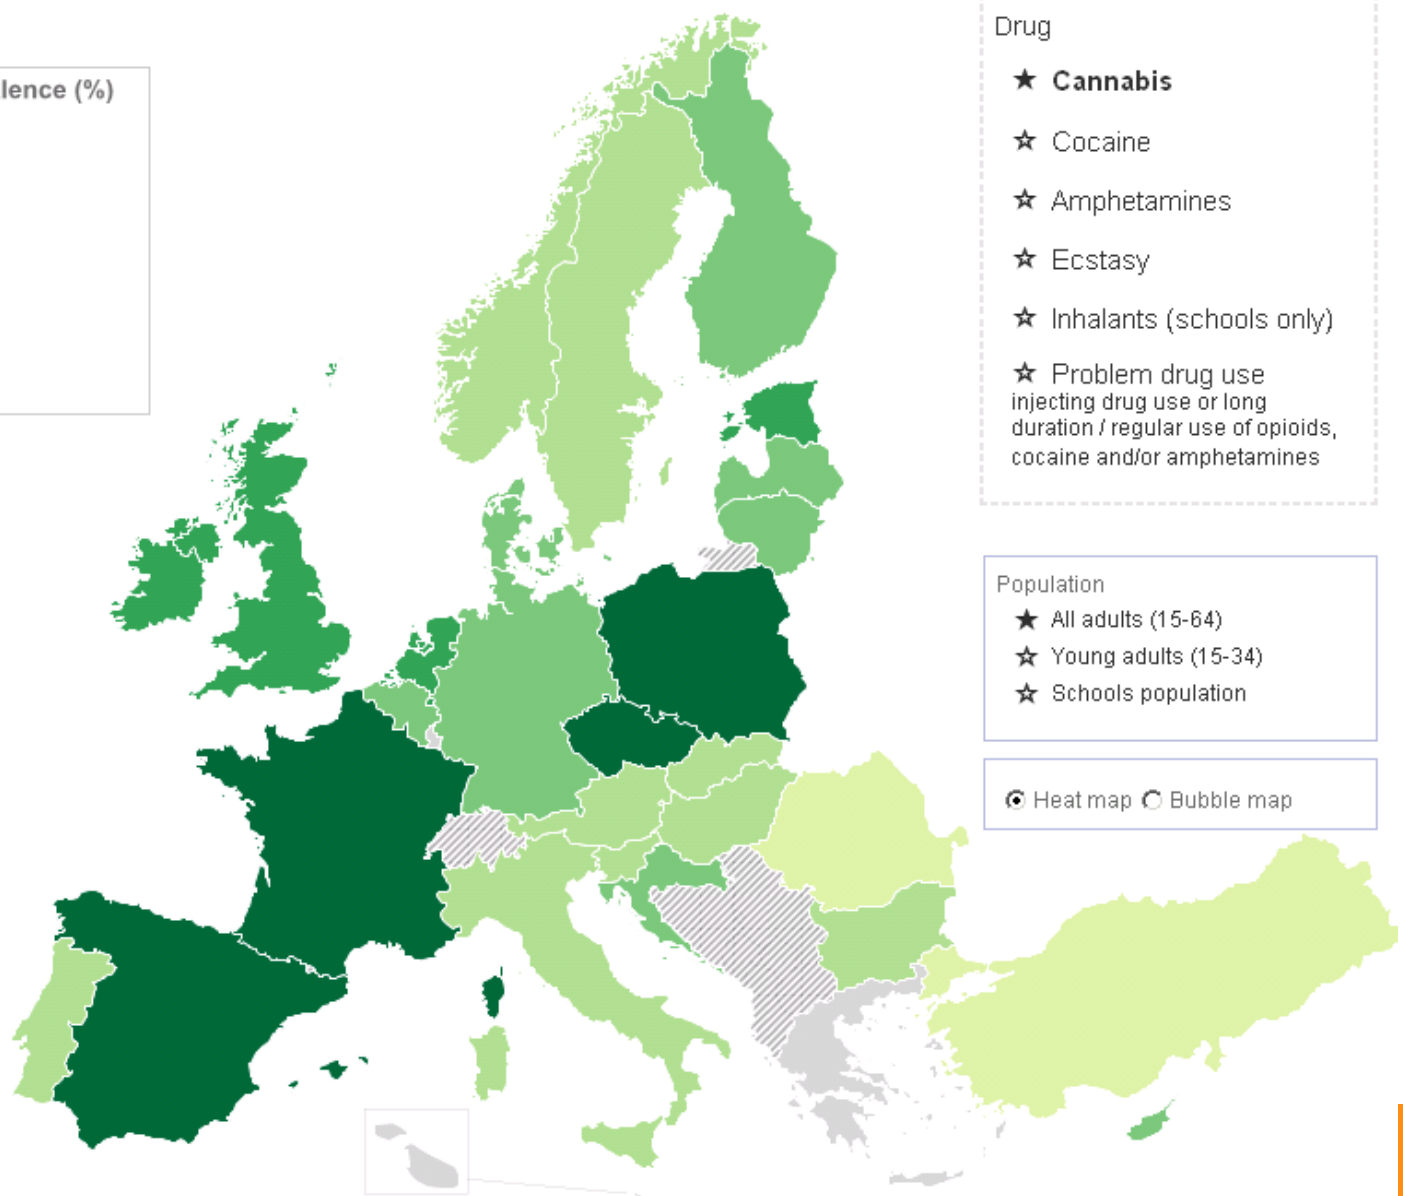 lence (%)
Drug
Cannabis
Cocaine
Amphetamines
Ecstasy
Inhalants (schools only)
Problem drug use
injecting drug use or long
duration / regular use of opioids,
cocaine and/or amphetamines
Population
All adults (15-64)
Young adults (15-34)
Schools population
Heat map Bubble map